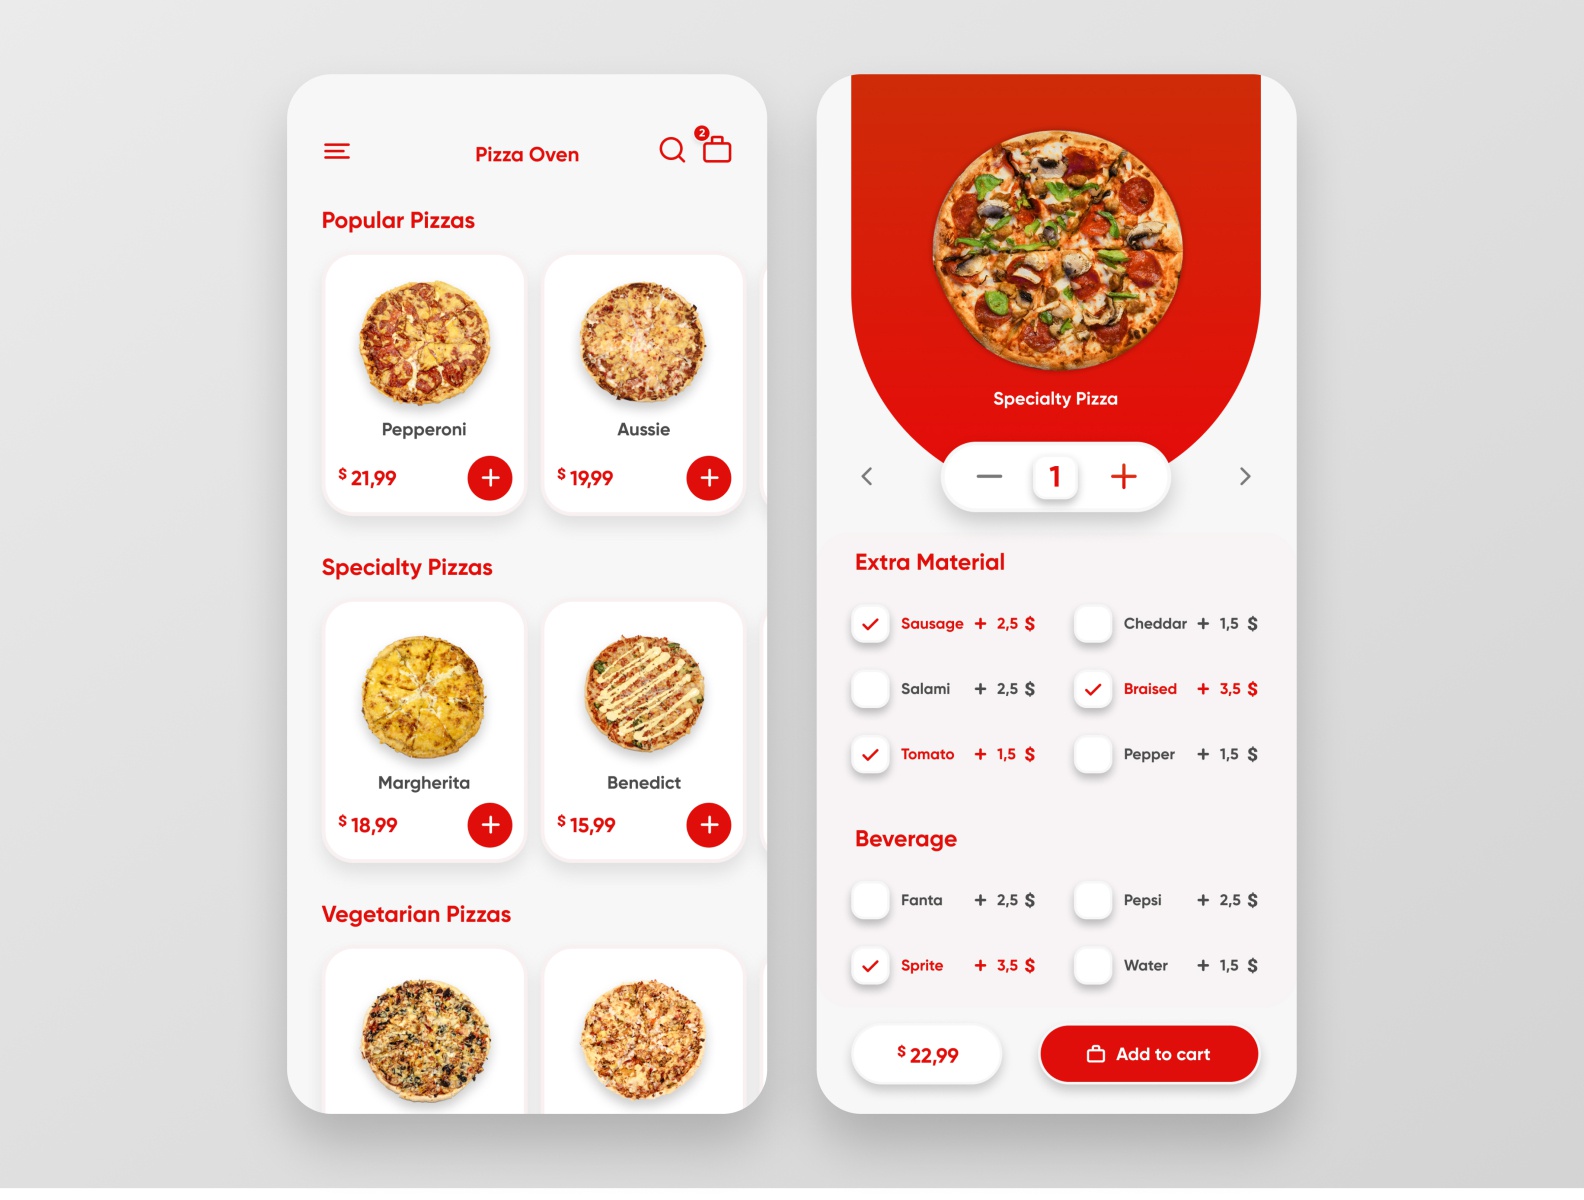 2
Pizza Oven
Popular Pizzas
Pepperoni
Aussie
$ 21,99
+
$ 19,99
+
Specialty Pizzas
Margherita
Benedict
$ 18,99
+
$ 15,99
+
Vegetarian Pizzas
Specialty Pizza
1
Extra Material
Sausage + 2,5 $
Cheddar + 1,5 $
Salami + 2,5 $
Braised + 3,5 $
Tomato + 1,5 $
Pepper + 1,5 $
Beverage
Fanta + 2,5 $
Pepsi + 2,5 $
Sprite + 3,5 $
Water + 1,5 $
$ 22,99
Add to cart